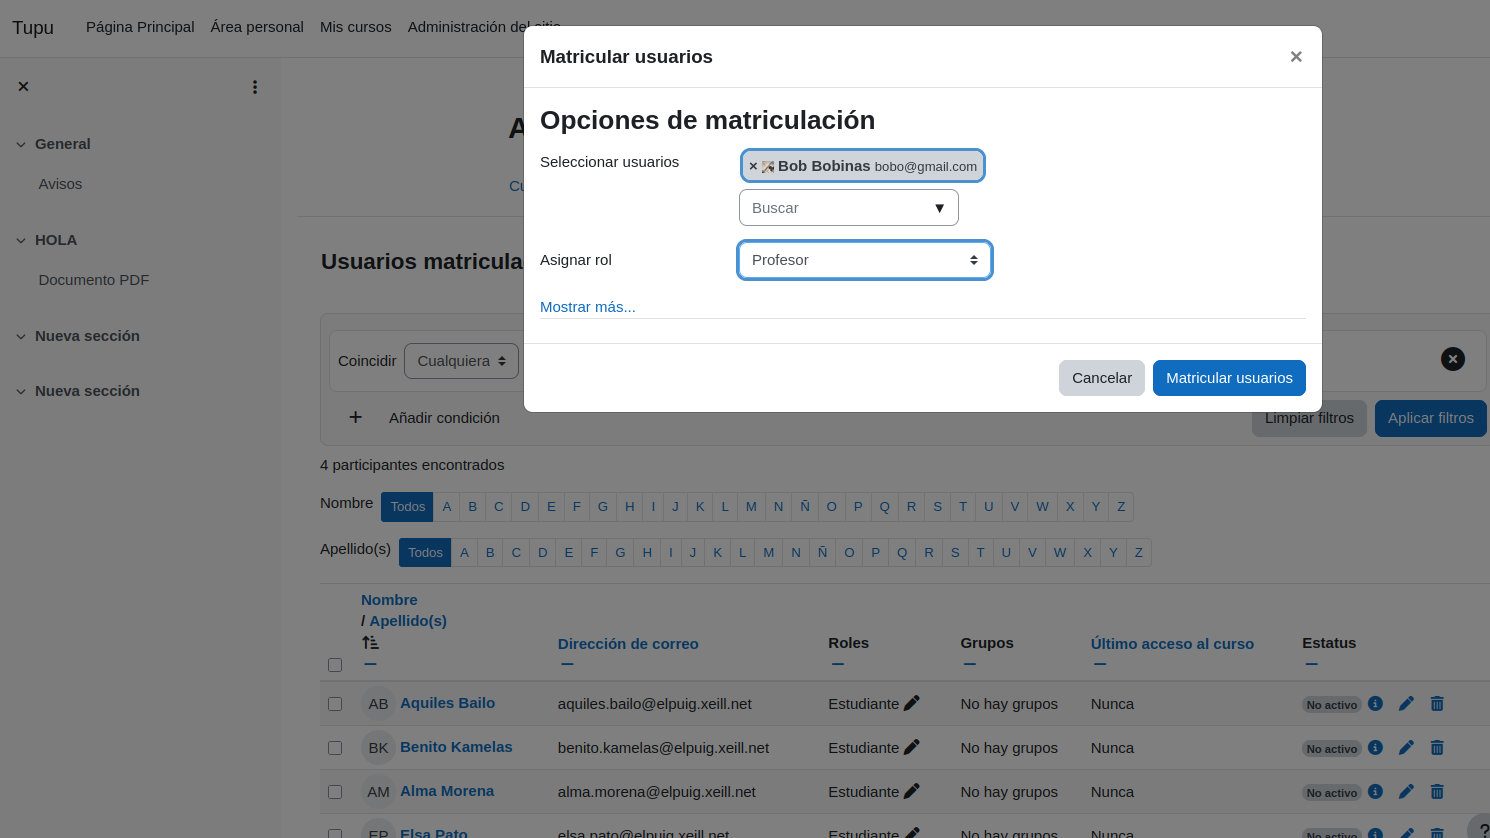 Tupu Página Principal Área personal Mis cursos Administración del sitio
Matricular usuarios ×
Opciones de matriculación
Seleccionar usuarios × Bob Bobinas bobo@gmail.com
Buscar ▼
Asignar rol Profesor
Mostrar más...
Cancelar Matricular usuarios
General
Avisos
HOLA
Documento PDF
Nueva sección
Nueva sección
A
Cu
Usuarios matricula
Coincidir Cualquiera
+ Añadir condición Limpiar filtros Aplicar filtros
4 participantes encontrados
Nombre Todos A B C D E F G H I J K L M N Ñ O P Q R S T U V W X Y Z
Apellido(s) Todos A B C D E F G H I J K L M N Ñ O P Q R S T U V W X Y Z
Nombre
/ Apellido(s)
Dirección de correo Roles Grupos Último acceso al curso Estatus
AB Aquiles Bailo aquiles.bailo@elpuig.xeill.net Estudiante No hay grupos Nunca No activo
BK Benito Kamelas benito.kamelas@elpuig.xeill.net Estudiante No hay grupos Nunca No activo
AM Alma Morena alma.morena@elpuig.xeill.net Estudiante No hay grupos Nunca No activo
EP Elsa Pato elsa.pato@elpuig.xeill.net Estudiante No hay grupos Nunca No activo
?